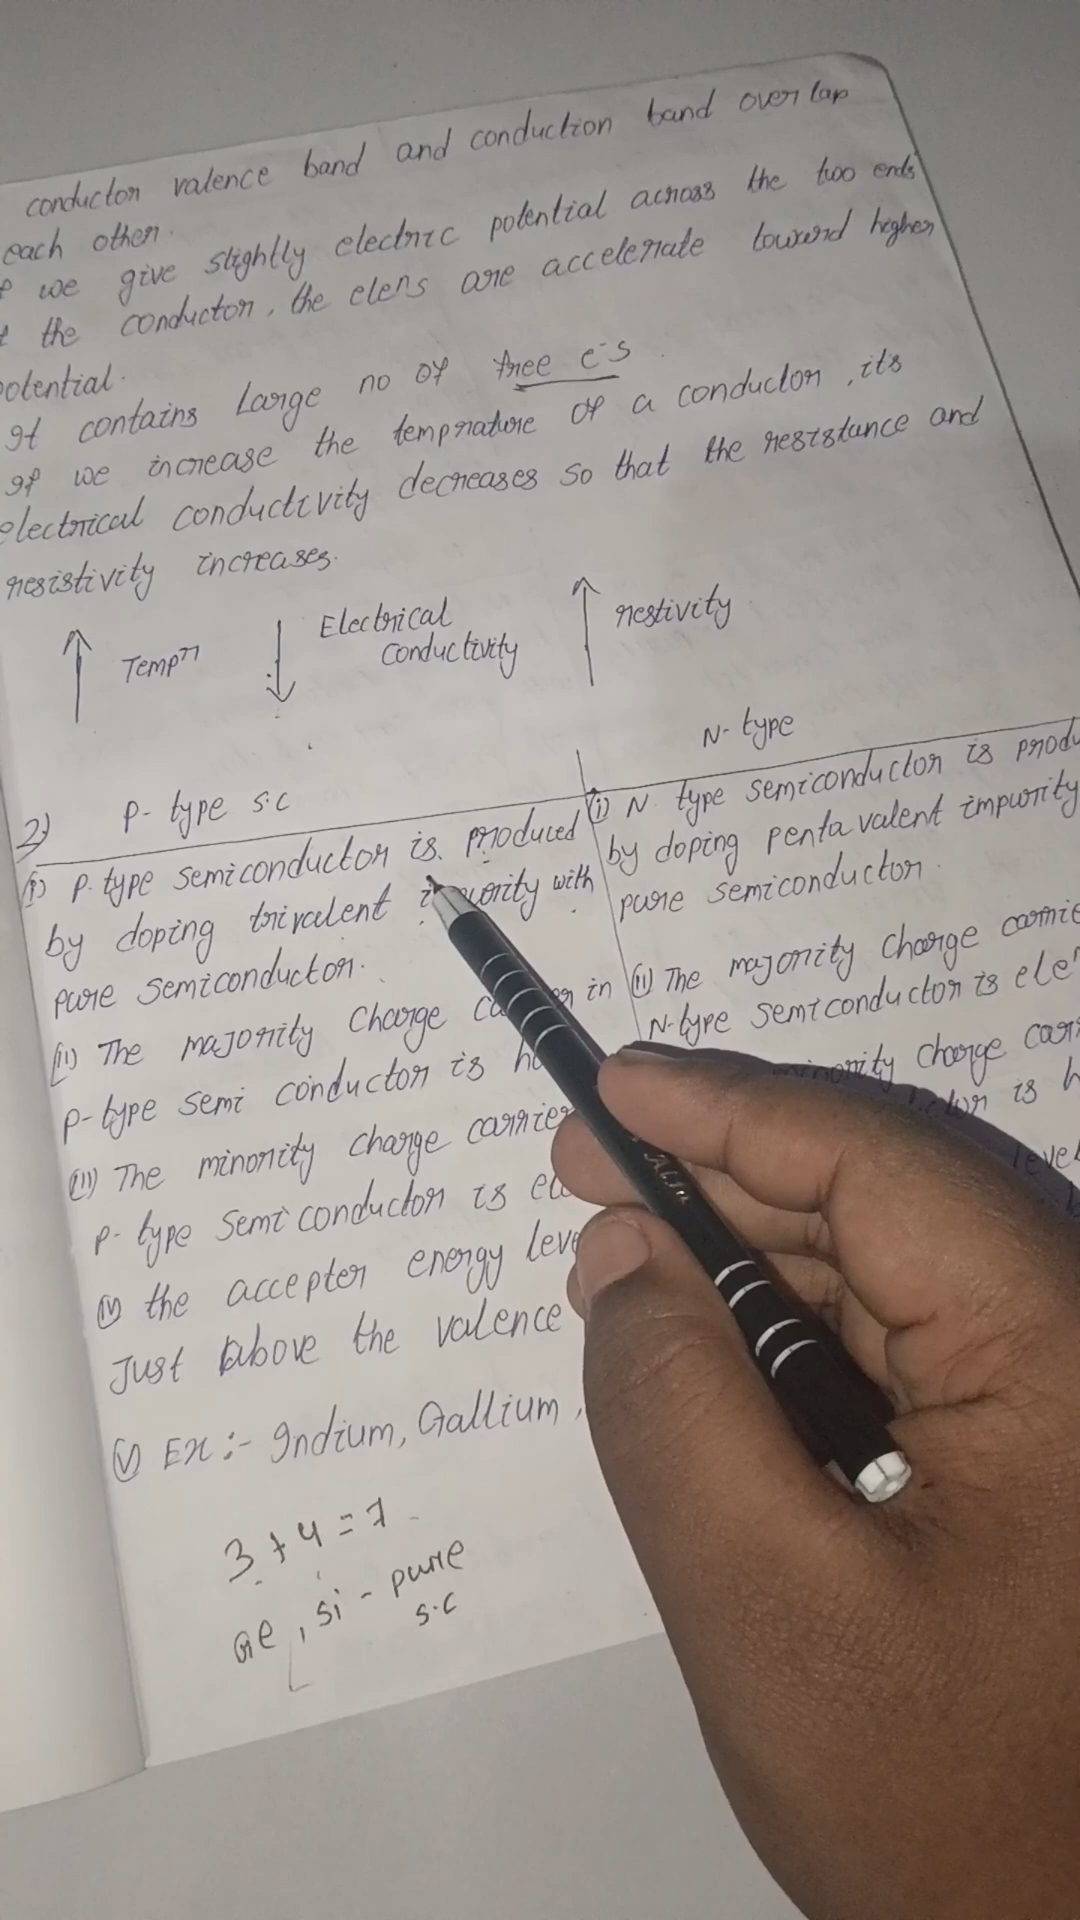 conductor valence band and conduction band overlap
each other.
we give slightly electric potential across the two ends
the conductor, the elens are accelerate toward higher
potential.
It contains Large no of free e-s
If we increase the temprature of a conductor, its
electrical conductivity decreases so that the resistance and
resistivity increases.
↑ Temp^r ↓ Electrical conductivity ↑ restivity
2) P-type s.c
(i) P. type semiconductor is produced
by doping trivalent with
pure semiconductor.
(ii) The majority charge in
P-type semi conductor is
(iii) The minority charge carrier
P-type semi conductor is
(iv) the accepter energy
Just above the valence
(v) Ex:- Indium, Gallium,
3+4=7
Ge, si - pure
s.c
N-type
(i) N type semiconductor is
by doping penta valent impurity
pure semiconductor.
(ii) The majority charge
N-type semiconductor is
charge
is